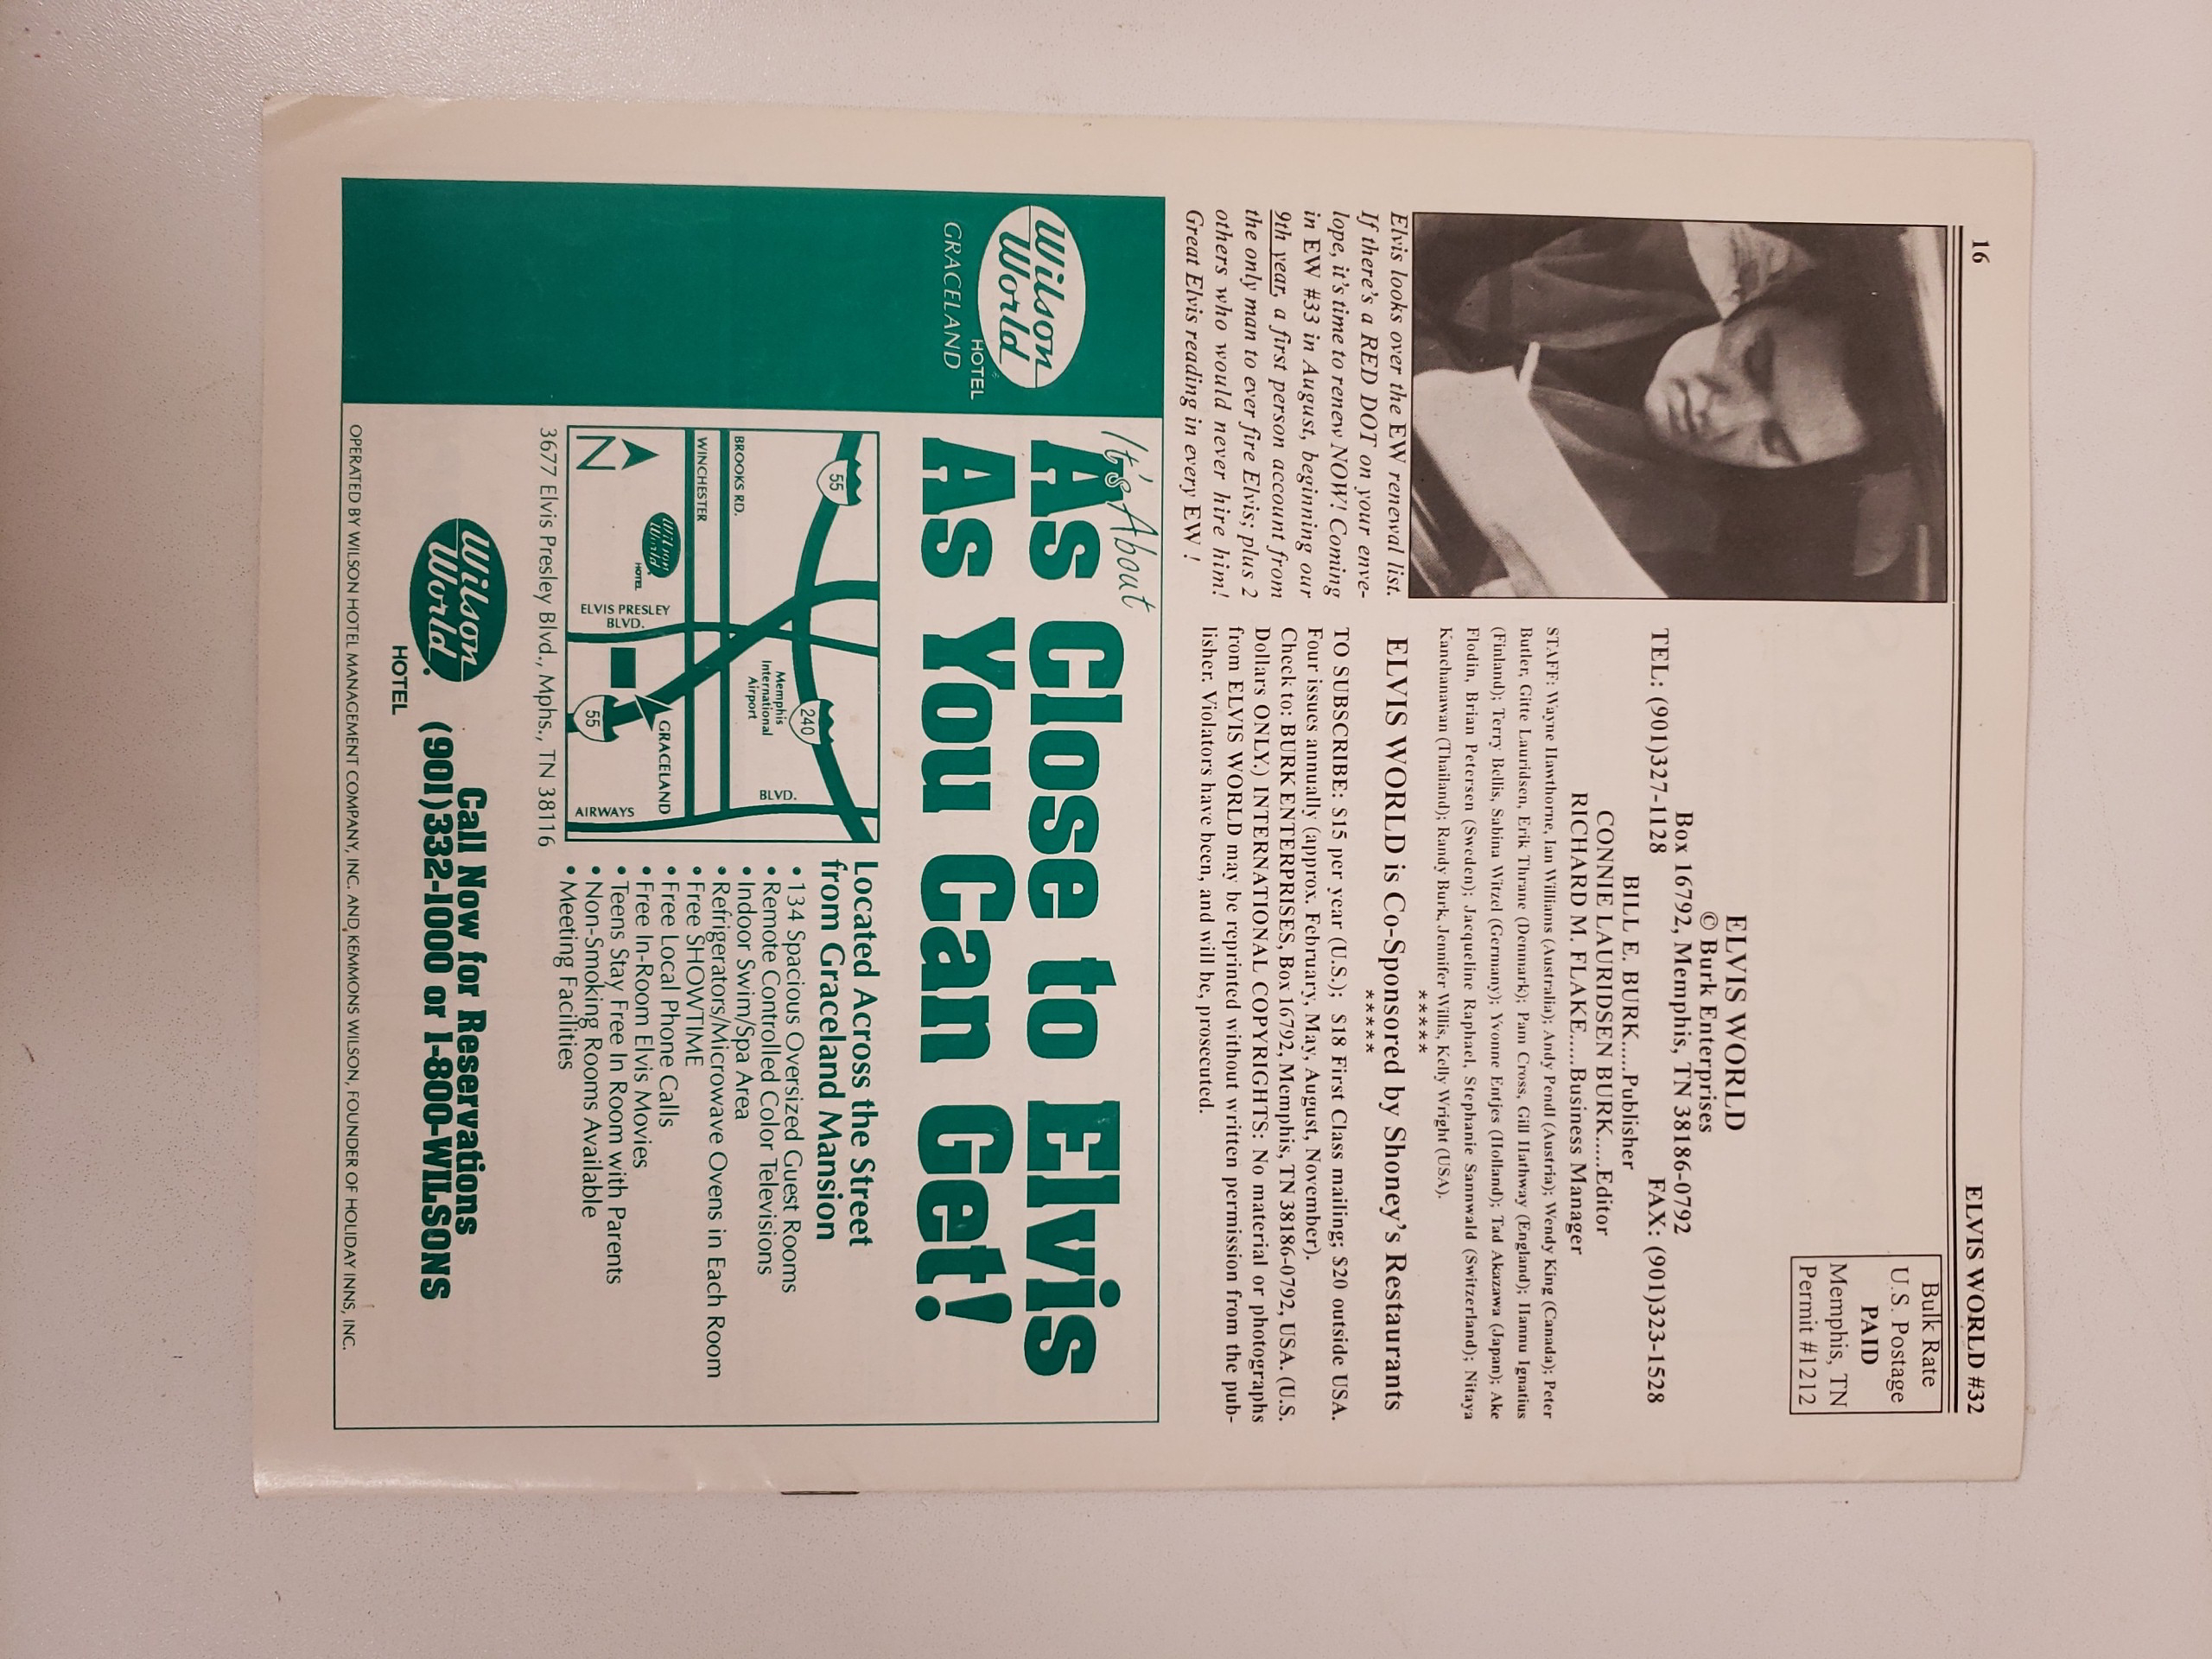 16
ELVIS WORLD #32
Bulk Rate
U.S. Postage
PAID
Memphis, TN
Permit #1212
Elvis looks over the EW renewal list.
If there's a RED DOT on your enve-
lope, it's time to renew NOW! Coming
in EW #33 in August, beginning our
9th year, a first person account from
the only man to ever fire Elvis; plus 2
others who would never hire him!
Great Elvis reading in every EW !
ELVIS WORLD
© Burk Enterprises
Box 16792, Memphis, TN 38186-0792
TEL: (901)327-1128 FAX: (901)323-1528
BILL E. BURK.....Publisher
CONNIE LAURIDSEN BURK.....Editor
RICHARD M. FLAKE.....Business Manager
STAFF: Wayne Hawthorne, Ian Williams (Australia); Andy Pendl (Austria); Wendy King (Canada); Peter
Butler, Gitte Lauridsen, Erik Thrane (Denmark); Pam Cross, Gill Hathway (England); Hannu Ignatius
(Finland); Terry Bellis, Sabina Witzel (Germany); Yvonne Entjes (Holland); Tad Akazawa (Japan); Ake
Flodin, Brian Petersen (Sweden); Jacqueline Raphael, Stephanie Sannwald (Switzerland); Nitaya
Kanchanawan (Thailand); Randy Burk, Jennifer Willis, Kelly Wright (USA).
*****
ELVIS WORLD is Co-Sponsored by Shoney's Restaurants
*****
TO SUBSCRIBE: $15 per year (U.S.); $18 First Class mailing; $20 outside USA.
Four issues annually (approx. February, May, August, November).
Check to: BURK ENTERPRISES, Box 16792, Memphis, TN 38186-0792, USA. (U.S.
Dollars ONLY.) INTERNATIONAL COPYRIGHTS: No material or photographs
from ELVIS WORLD may be reprinted without written permission from the pub-
lisher. Violators have been, and will be, prosecuted.
Wilson
World
HOTEL
GRACELAND
It's About
As Close to Elvis
As You Can Get!
55
240
BROOKS RD.
WINCHESTER
Memphis
International
Airport
BLVD.
Wilson
World
HOTEL
ELVIS PRESLEY
BLVD.
GRACELAND
55
AIRWAYS
N
3677 Elvis Presley Blvd., Mphs., TN 38116
Located Across the Street
from Graceland Mansion
• 134 Spacious Oversized Guest Rooms
• Remote Controlled Color Televisions
• Indoor Swim/Spa Area
• Refrigerators/Microwave Ovens in Each Room
• Free SHOWTIME
• Free Local Phone Calls
• Free In-Room Elvis Movies
• Teens Stay Free In Room with Parents
• Non-Smoking Rooms Available
• Meeting Facilities
Wilson
World
HOTEL
Call Now for Reservations
(901)332-1000 or 1-800-WILSONS
OPERATED BY WILSON HOTEL MANAGEMENT COMPANY, INC. AND KEMMONS WILSON, FOUNDER OF HOLIDAY INNS, INC.